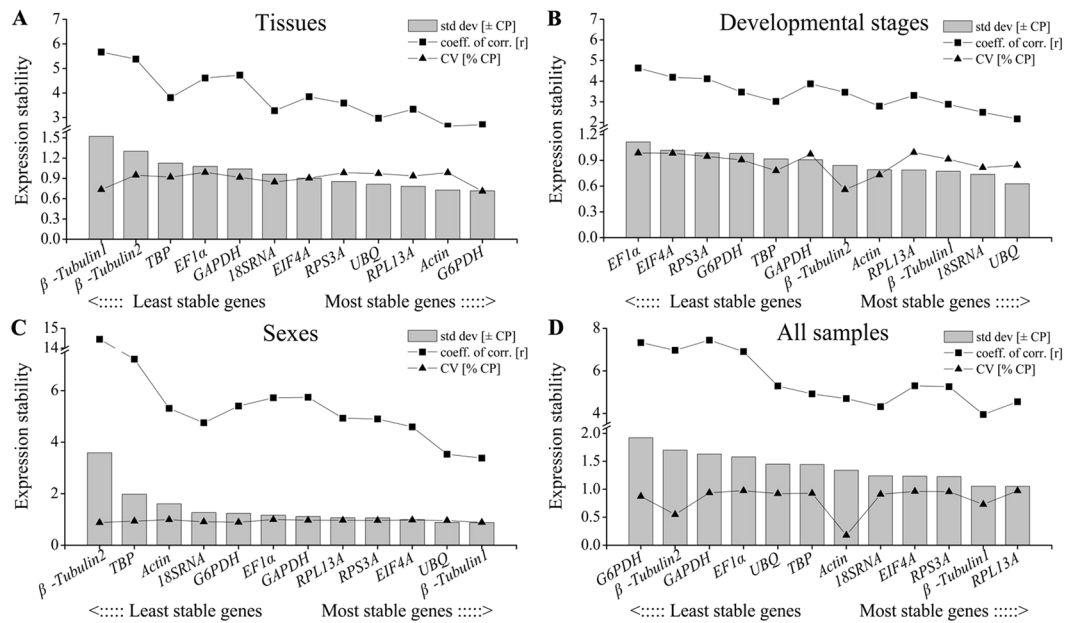 A
Tissues
std dev [± CP]
coeff. of corr. [r]
CV [% CP]
Expression stability
7
6
5
4
3
1.5
1.2
0.9
0.6
0.3
0.0
β -Tubulin1
β -Tubulin2
TBP
EF1α
GAPDH
18SRNA
EIF4A
RPS3A
UBQ
RPL13A
Actin
G6PDH
<::::: Least stable genes
Most stable genes :::::>
B
Developmental stages
std dev [± CP]
coeff. of corr. [r]
CV [% CP]
Expression stability
7
6
5
4
3
2
1.2
0.9
0.6
0.3
0.0
EF1α
EIF4A
RPS3A
G6PDH
TBP
GAPDH
β -Tubulin2
Actin
RPL13A
β -Tubulin1
18SRNA
UBQ
<::::: Least stable genes
Most stable genes :::::>
C
Sexes
std dev [± CP]
coeff. of corr. [r]
CV [% CP]
Expression stability
15
14
6
4
2
0
β -Tubulin2
TBP
Actin
18SRNA
G6PDH
EF1α
GAPDH
RPL13A
RPS3A
EIF4A
UBQ
β -Tubulin1
<::::: Least stable genes
Most stable genes :::::>
D
All samples
std dev [± CP]
coeff. of corr. [r]
CV [% CP]
Expression stability
8
6
4
2.0
1.5
1.0
0.5
0.0
G6PDH
β -Tubulin2
GAPDH
EF1α
UBQ
TBP
Actin
18SRNA
EIF4A
RPS3A
β -Tubulin1
RPL13A
<::::: Least stable genes
Most stable genes :::::>